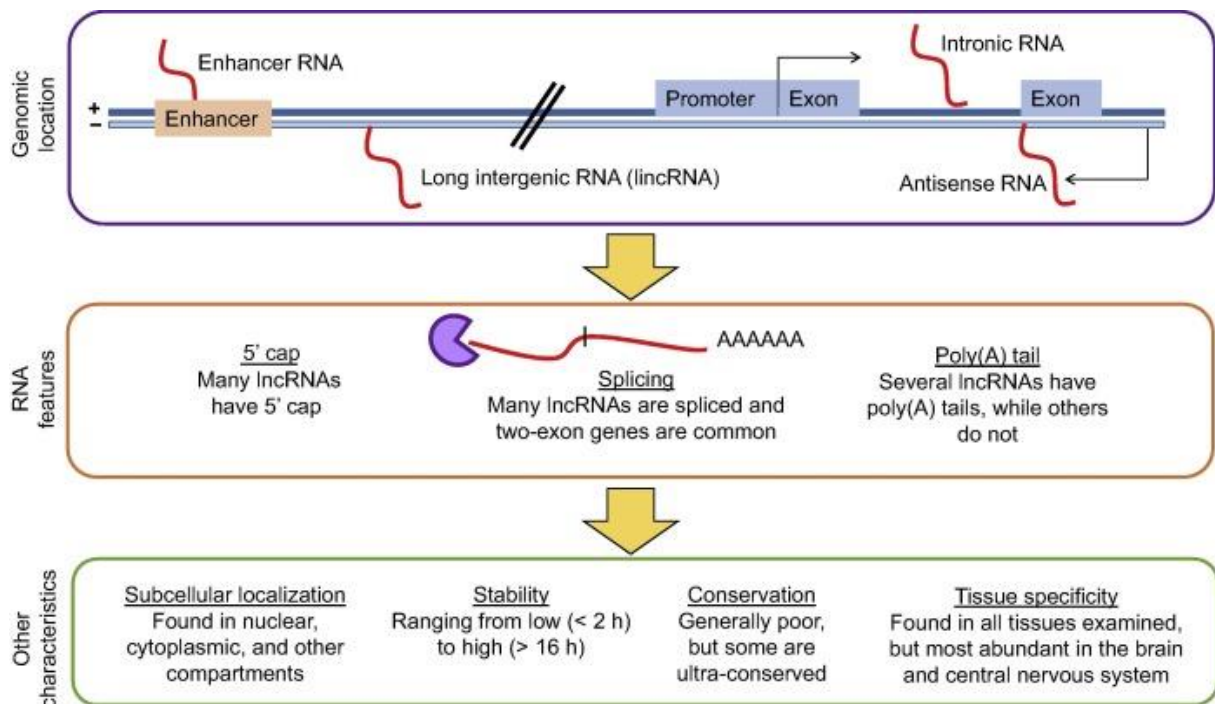 Genomic
location
Enhancer RNA
Intronic RNA
+
Promoter
Exon
Exon
−
Enhancer
Long intergenic RNA (lincRNA)
Antisense RNA
RNA
features
AAAAAA
5' cap
Many lncRNAs
have 5' cap
Splicing
Many lncRNAs are spliced and
two-exon genes are common
Poly(A) tail
Several lncRNAs have
poly(A) tails, while others
do not
Other
characteristics
Subcellular localization
Found in nuclear,
cytoplasmic, and other
compartments
Stability
Ranging from low (< 2 h)
to high (> 16 h)
Conservation
Generally poor,
but some are
ultra-conserved
Tissue specificity
Found in all tissues examined,
but most abundant in the brain
and central nervous system